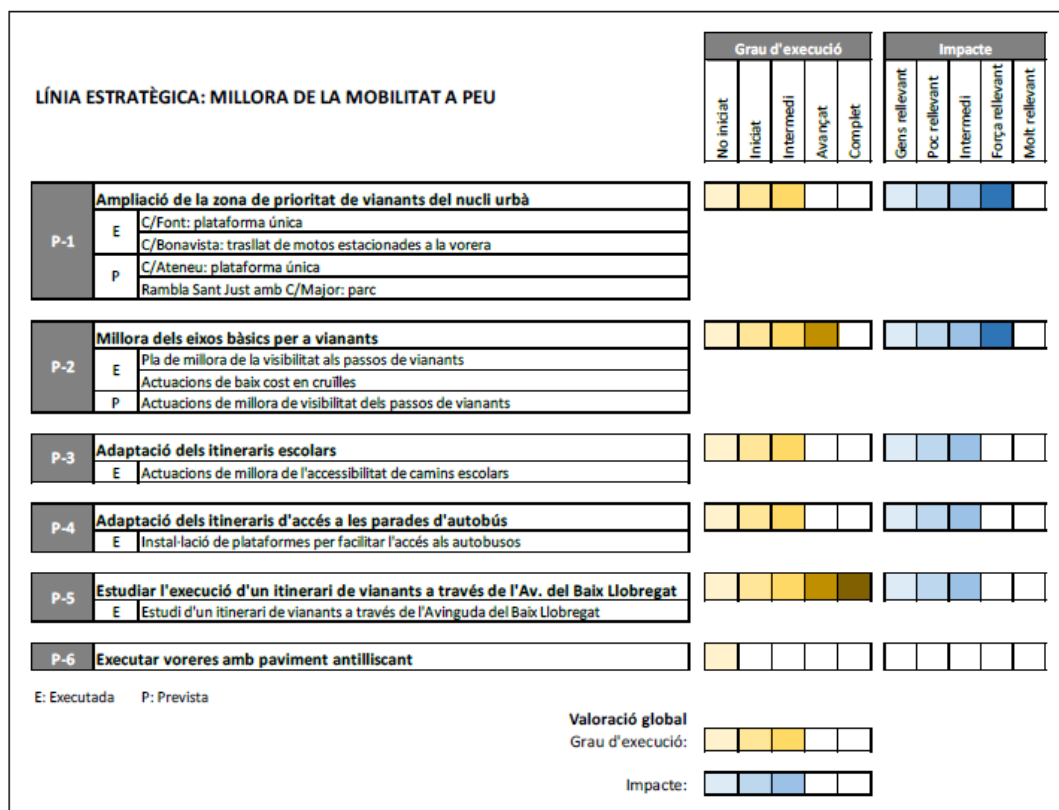 Grau d'execució
Impacte
LÍNIA ESTRATÈGICA: MILLORA DE LA MOBILITAT A PEU
No iniciat
Iniciat
Intermedi
Avançat
Complet
Gens rellevant
Poc rellevant
Intermedi
Força rellevant
Molt rellevant
P-1
Ampliació de la zona de prioritat de vianants del nucli urbà
E
C/Font: plataforma única
C/Bonavista: trasllat de motos estacionades a la vorera
P
C/Ateneu: plataforma única
Rambla Sant Just amb C/Major: parc
P-2
Millora dels eixos bàsics per a vianants
E
Pla de millora de la visibilitat als passos de vianants
Actuacions de baix cost en cruïlles
P
Actuacions de millora de visibilitat dels passos de vianants
P-3
Adaptació dels itineraris escolars
E
Actuacions de millora de l'accessibilitat de camins escolars
P-4
Adaptació dels itineraris d'accés a les parades d'autobús
E
Instal·lació de plataformes per facilitar l'accés als autobusos
P-5
Estudiar l'execució d'un itinerari de vianants a través de l'Av. del Baix Llobregat
E
Estudi d'un itinerari de vianants a través de l'Avinguda del Baix Llobregat
P-6
Executar voreres amb paviment antilliscant
E: Executada P: Prevista
Valoració global
Grau d'execució:
Impacte: